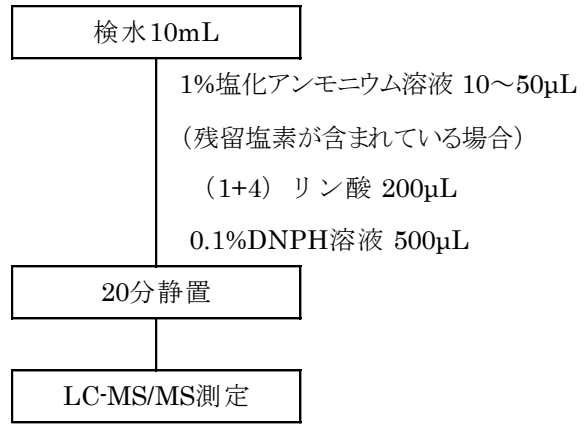 検水10mL
1%塩化アンモニウム溶液 10～50µL
（残留塩素が含まれている場合）
（1+4）リン酸 200µL
0.1%DNPH溶液 500µL
20分静置
LC-MS/MS測定